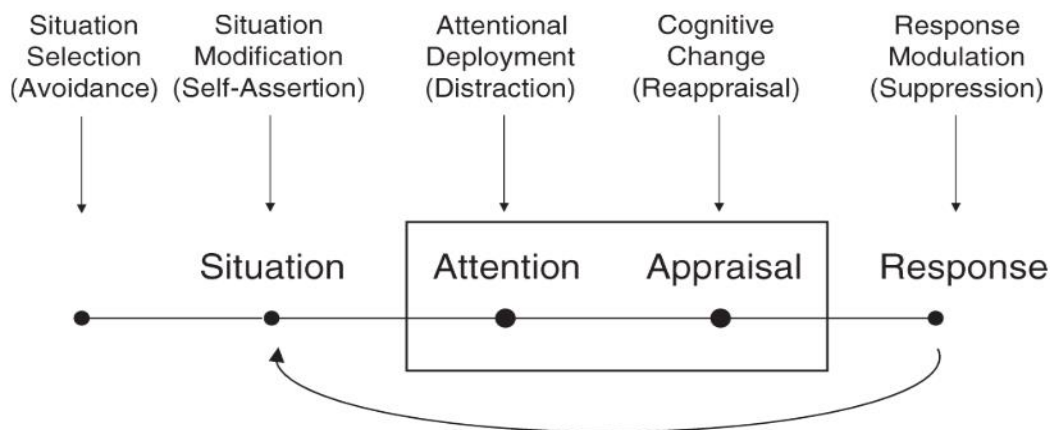 Situation
Selection
(Avoidance)
Situation
Modification
(Self-Assertion)
Attentional
Deployment
(Distraction)
Cognitive
Change
(Reappraisal)
Response
Modulation
(Suppression)
Situation
Attention
Appraisal
Response